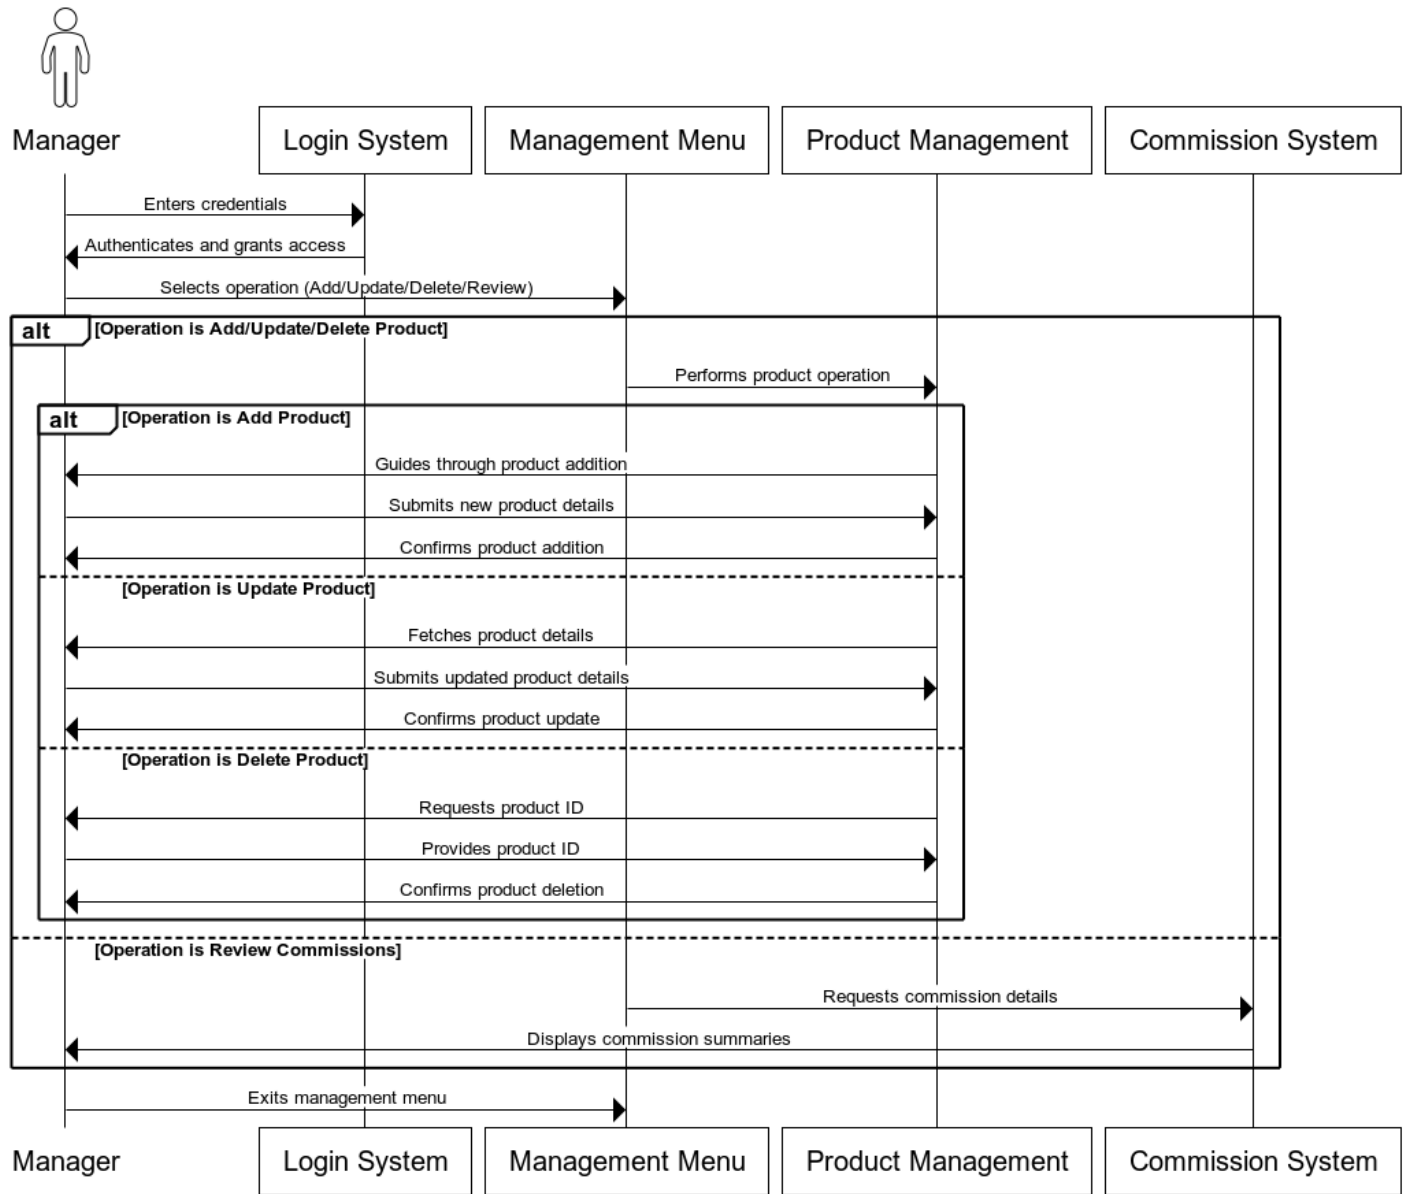 Manager
Login System
Management Menu
Product Management
Commission System
Enters credentials
Authenticates and grants access
Selects operation (Add/Update/Delete/Review)
alt
[Operation is Add/Update/Delete Product]
Performs product operation
alt
[Operation is Add Product]
Guides through product addition
Submits new product details
Confirms product addition
[Operation is Update Product]
Fetches product details
Submits updated product details
Confirms product update
[Operation is Delete Product]
Requests product ID
Provides product ID
Confirms product deletion
[Operation is Review Commissions]
Requests commission details
Displays commission summaries
Exits management menu
Manager
Login System
Management Menu
Product Management
Commission System